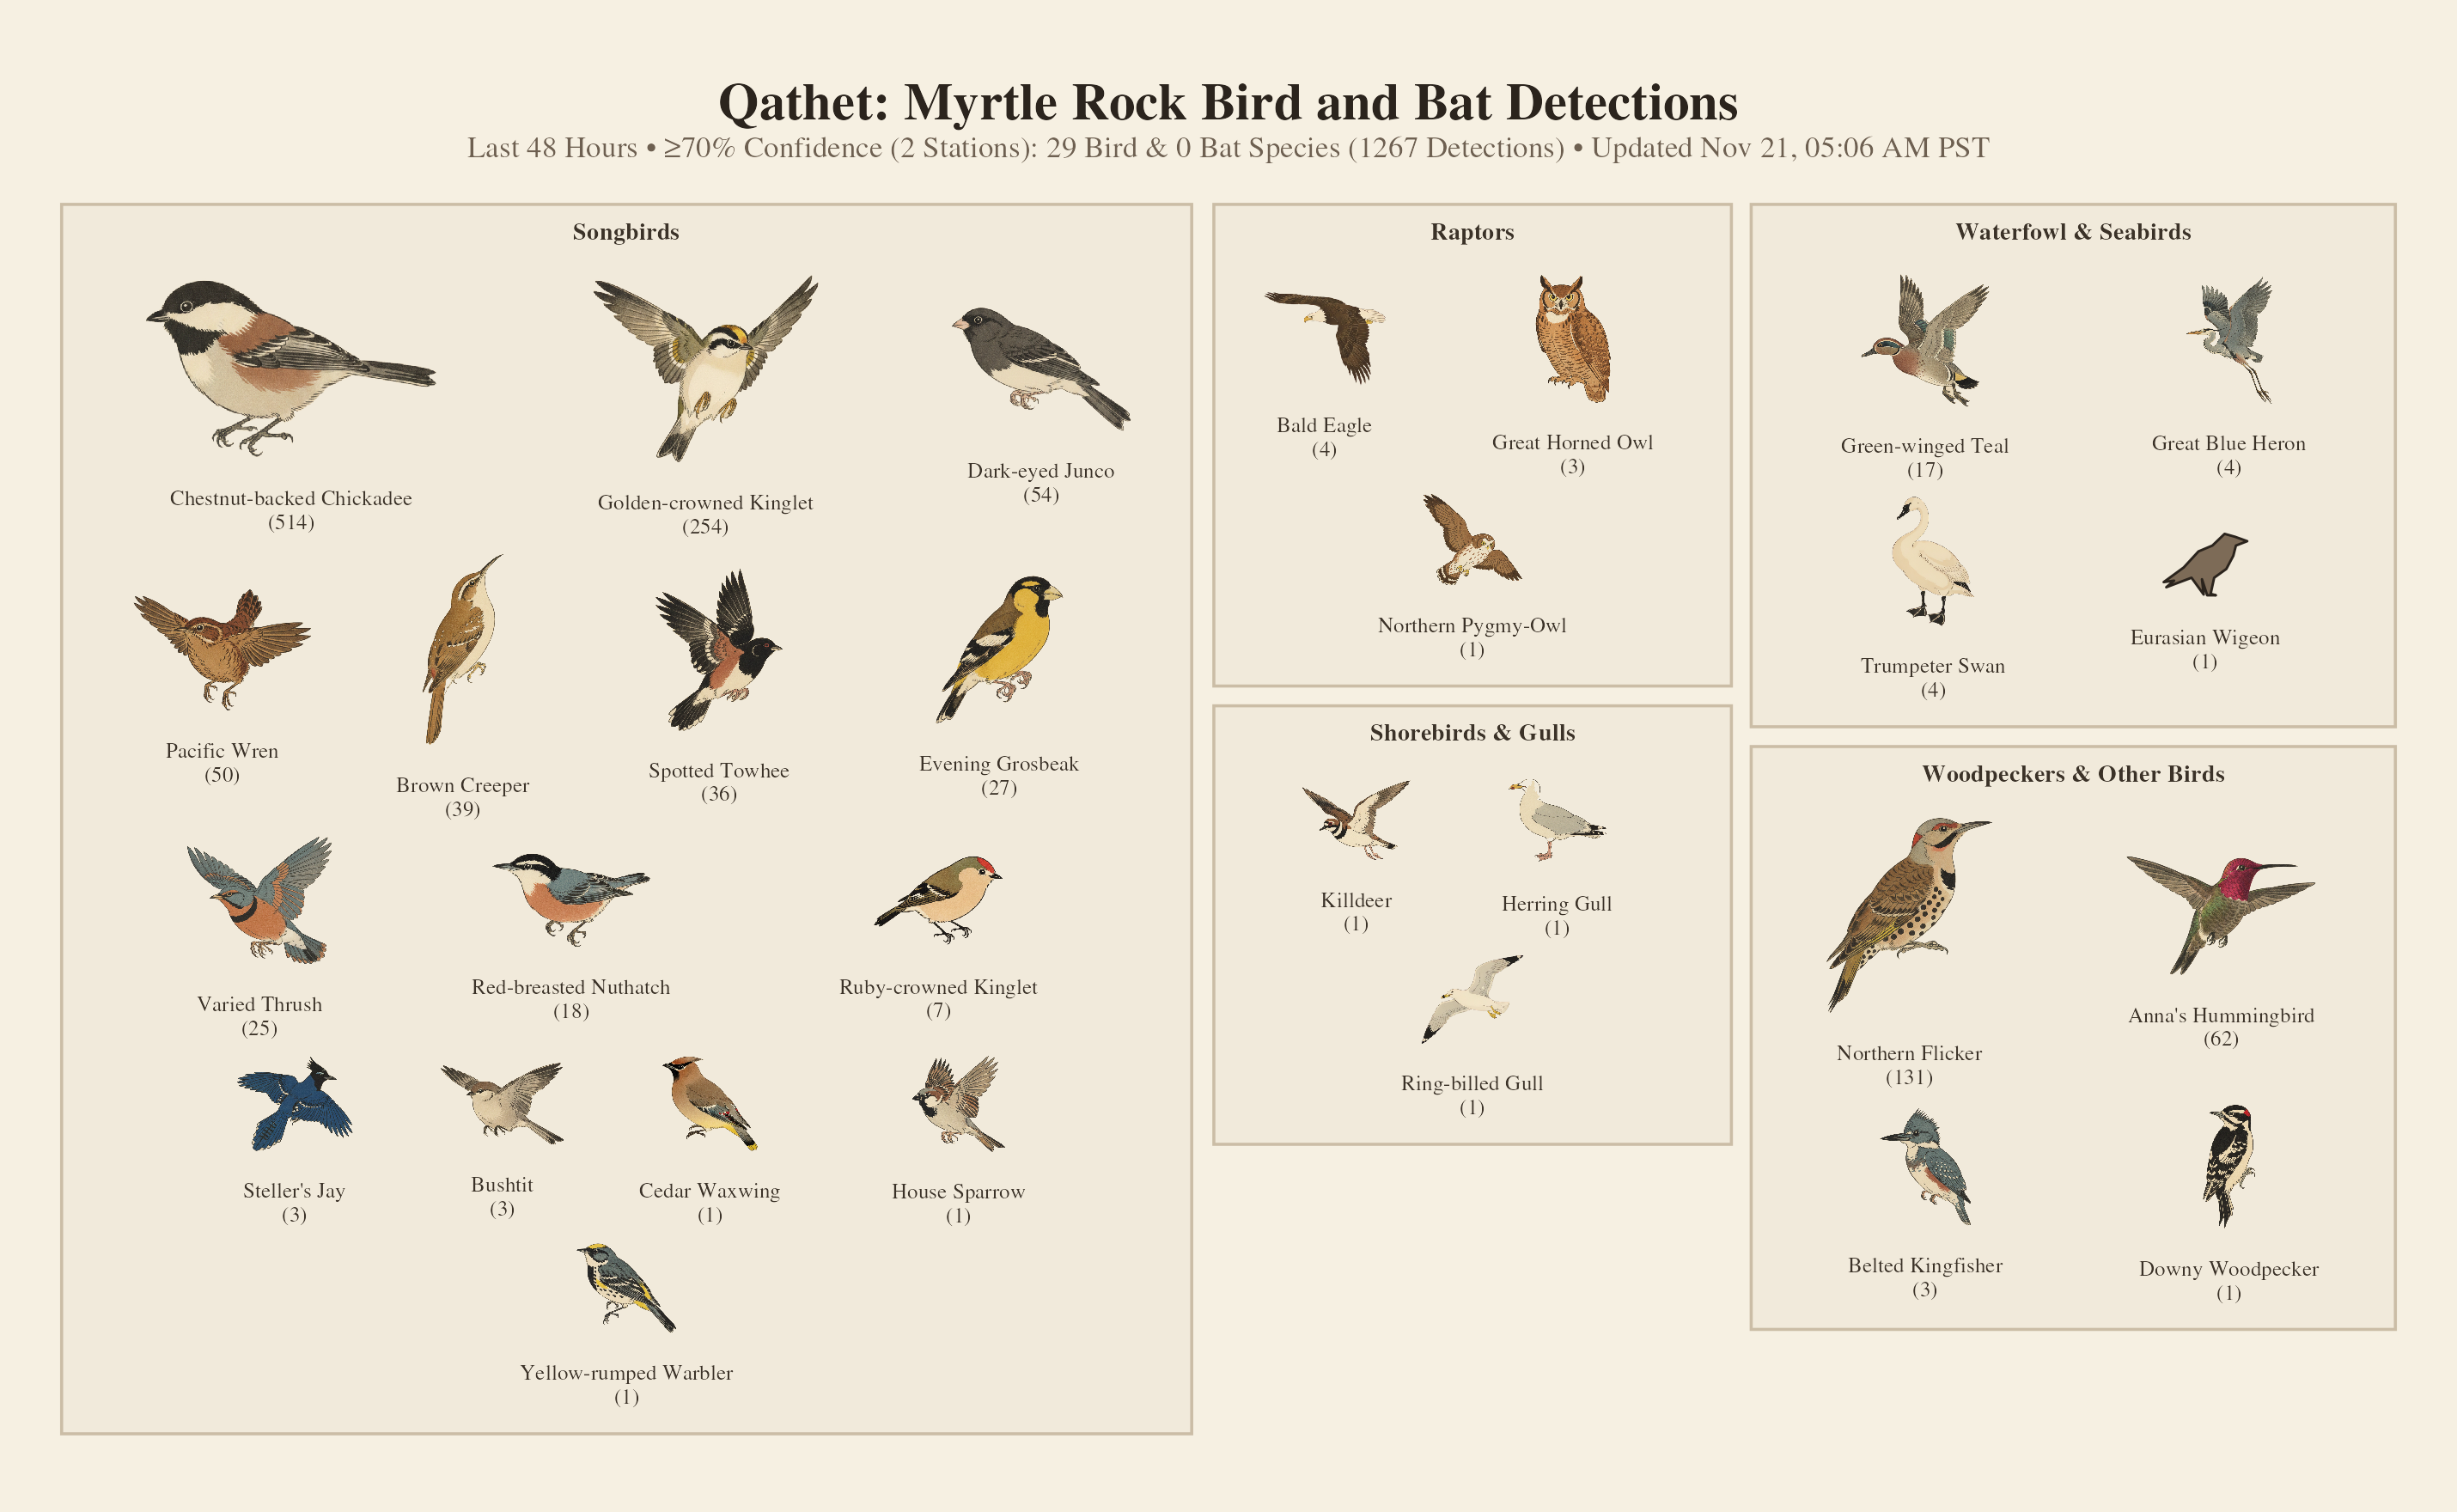 Qathet: Myrtle Rock Bird and Bat Detections
Last 48 Hours • ≥70% Confidence (2 Stations): 29 Bird & 0 Bat Species (1267 Detections) • Updated Nov 21, 05:06 AM PST
Songbirds
Chestnut-backed Chickadee
(514)
Golden-crowned Kinglet
(254)
Dark-eyed Junco
(54)
Pacific Wren
(50)
Brown Creeper
(39)
Spotted Towhee
(36)
Evening Grosbeak
(27)
Varied Thrush
(25)
Red-breasted Nuthatch
(18)
Ruby-crowned Kinglet
(7)
Steller's Jay
(3)
Bushtit
(3)
Cedar Waxwing
(1)
House Sparrow
(1)
Yellow-rumped Warbler
(1)
Raptors
Bald Eagle
(4)
Great Horned Owl
(3)
Northern Pygmy-Owl
(1)
Shorebirds & Gulls
Killdeer
(1)
Herring Gull
(1)
Ring-billed Gull
(1)
Waterfowl & Seabirds
Green-winged Teal
(17)
Great Blue Heron
(4)
Trumpeter Swan
(4)
Eurasian Wigeon
(1)
Woodpeckers & Other Birds
Northern Flicker
(131)
Anna's Hummingbird
(62)
Belted Kingfisher
(3)
Downy Woodpecker
(1)